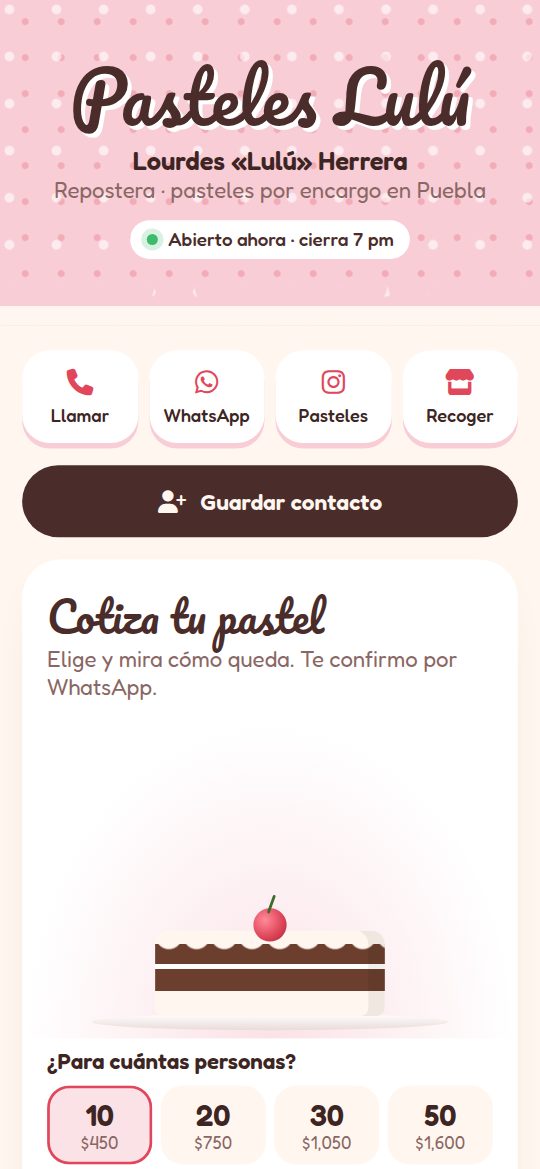 Pasteles Lulú
Lourdes «Lulú» Herrera
Repostera · pasteles por encargo en Puebla
Abierto ahora · cierra 7 pm
Llamar
WhatsApp
Pasteles
Recoger
Guardar contacto
Cotiza tu pastel
Elige y mira cómo queda. Te confirmo por
WhatsApp.
¿Para cuántas personas?
10
20
30
50
$450
$750
$1,050
$1,600